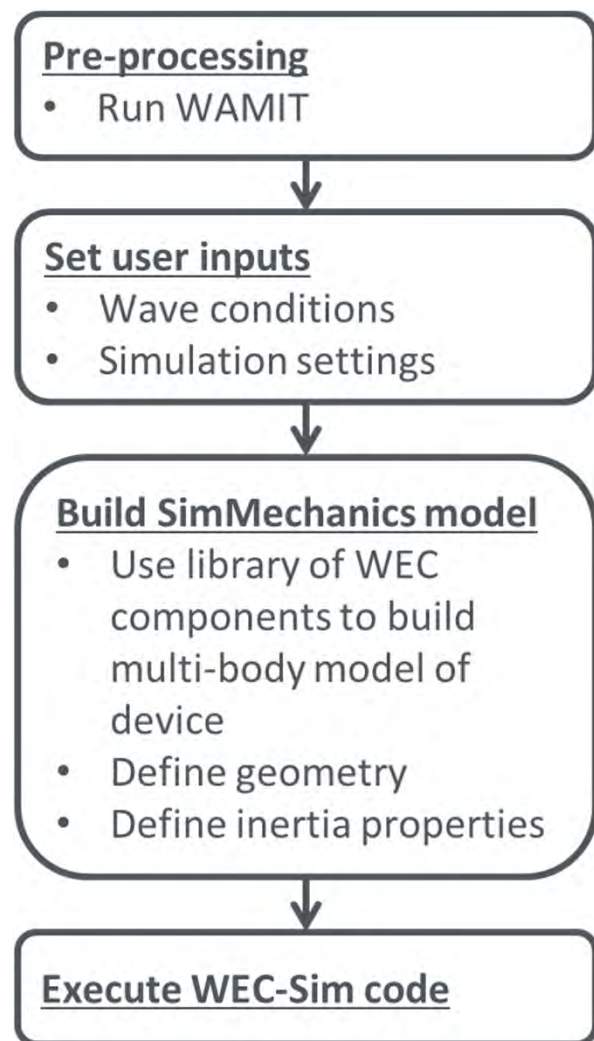 Pre-processing
• Run WAMIT
Set user inputs
• Wave conditions
• Simulation settings
Build SimMechanics model
• Use library of WEC
components to build
multi-body model of
device
• Define geometry
• Define inertia properties
Execute WEC-Sim code